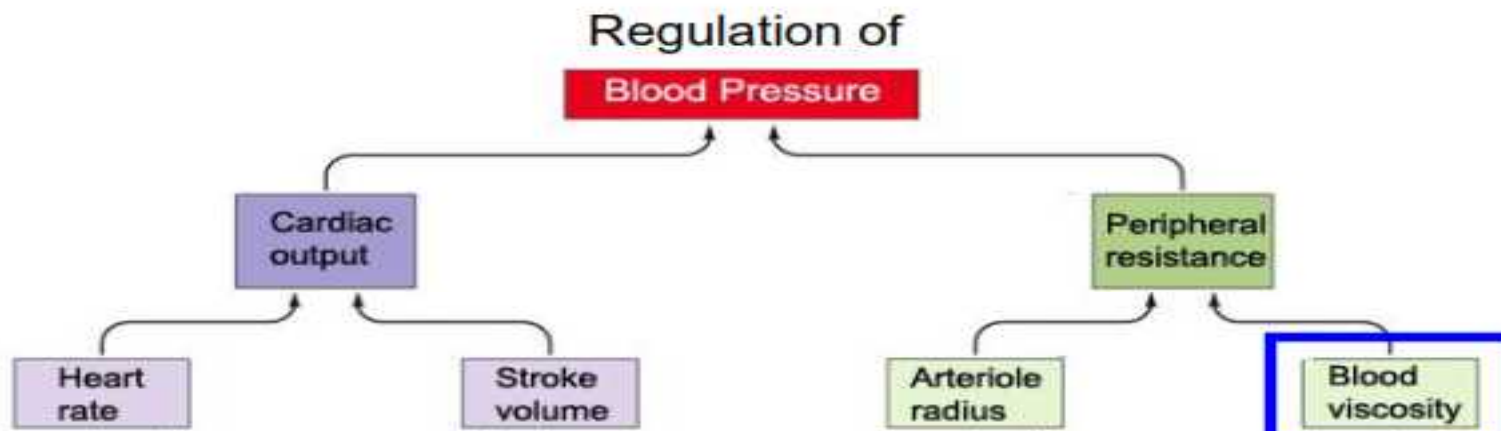 Regulation of
Blood Pressure
Cardiac
output
Peripheral
resistance
Heart
rate
Stroke
volume
Arteriole
radius
Blood
viscosity